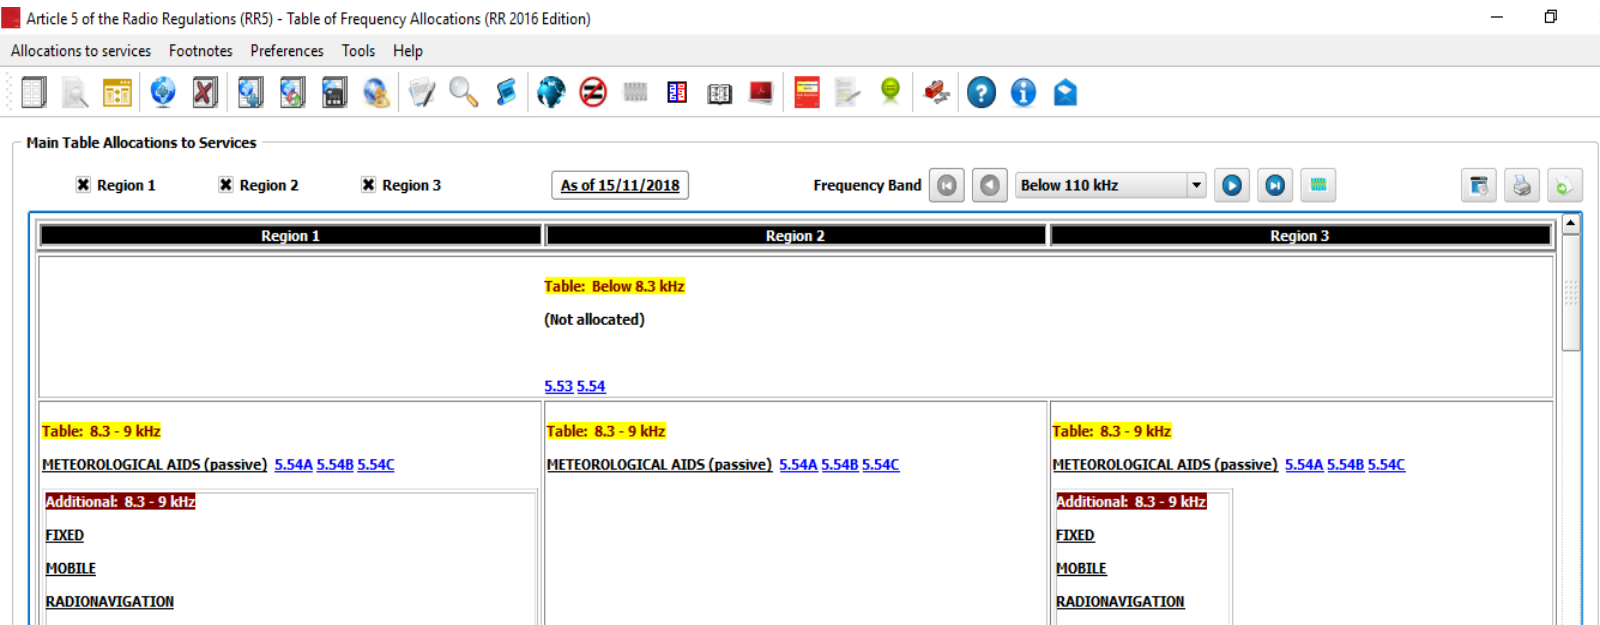 Article 5 of the Radio Regulations (RR5) - Table of Frequency Allocations (RR 2016 Edition)
Allocations to services Footnotes Preferences Tools Help
Main Table Allocations to Services
Region 1 Region 2 Region 3 As of 15/11/2018 Frequency Band Below 110 kHz
Region 1 Region 2 Region 3
Table: Below 8.3 kHz
(Not allocated)
5.53 5.54
Table: 8.3 - 9 kHz Table: 8.3 - 9 kHz Table: 8.3 - 9 kHz
METEOROLOGICAL AIDS (passive) 5.54A 5.54B 5.54C METEOROLOGICAL AIDS (passive) 5.54A 5.54B 5.54C METEOROLOGICAL AIDS (passive) 5.54A 5.54B 5.54C
Additional: 8.3 - 9 kHz Additional: 8.3 - 9 kHz
FIXED FIXED
MOBILE MOBILE
RADIONAVIGATION RADIONAVIGATION